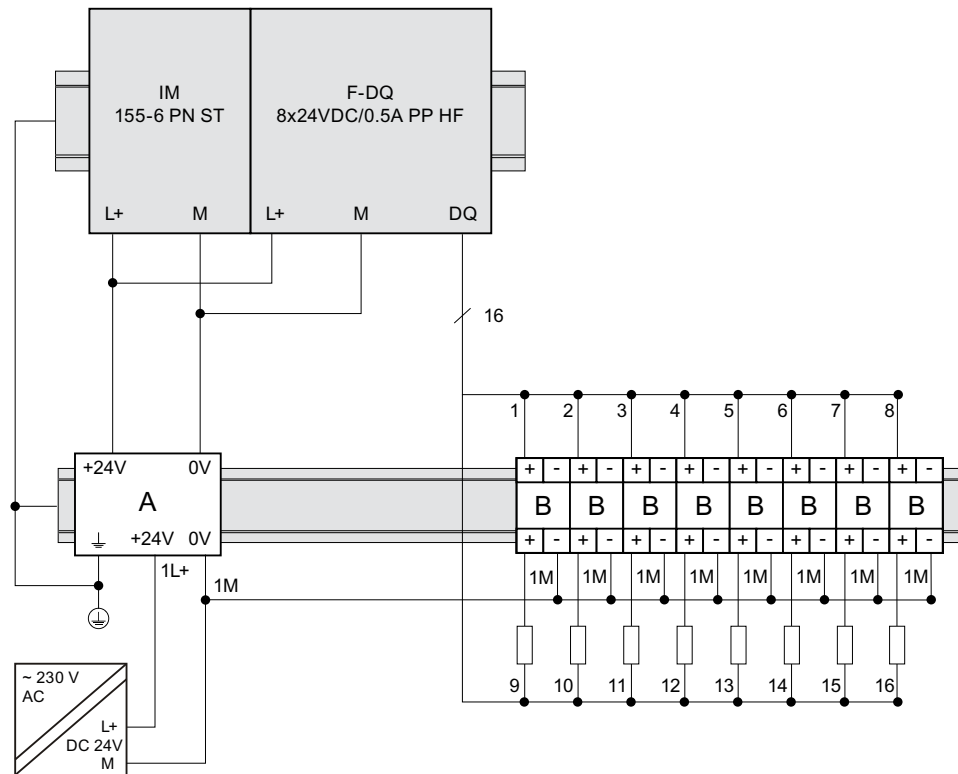 IM F-DQ
155-6 PN ST 8x24VDC/0.5A PP HF
L+ M L+ M DQ
16
1 2 3 4 5 6 7 8
+24V 0V + - + - + - + - + - + - + - + -
A B B B B B B B B
+24V 0V + - + - + - + - + - + - + - + -
1L+ 1M 1M 1M 1M 1M 1M 1M 1M 1M
~ 230 V
AC
9 10 11 12 13 14 15 16
L+
DC 24V
M